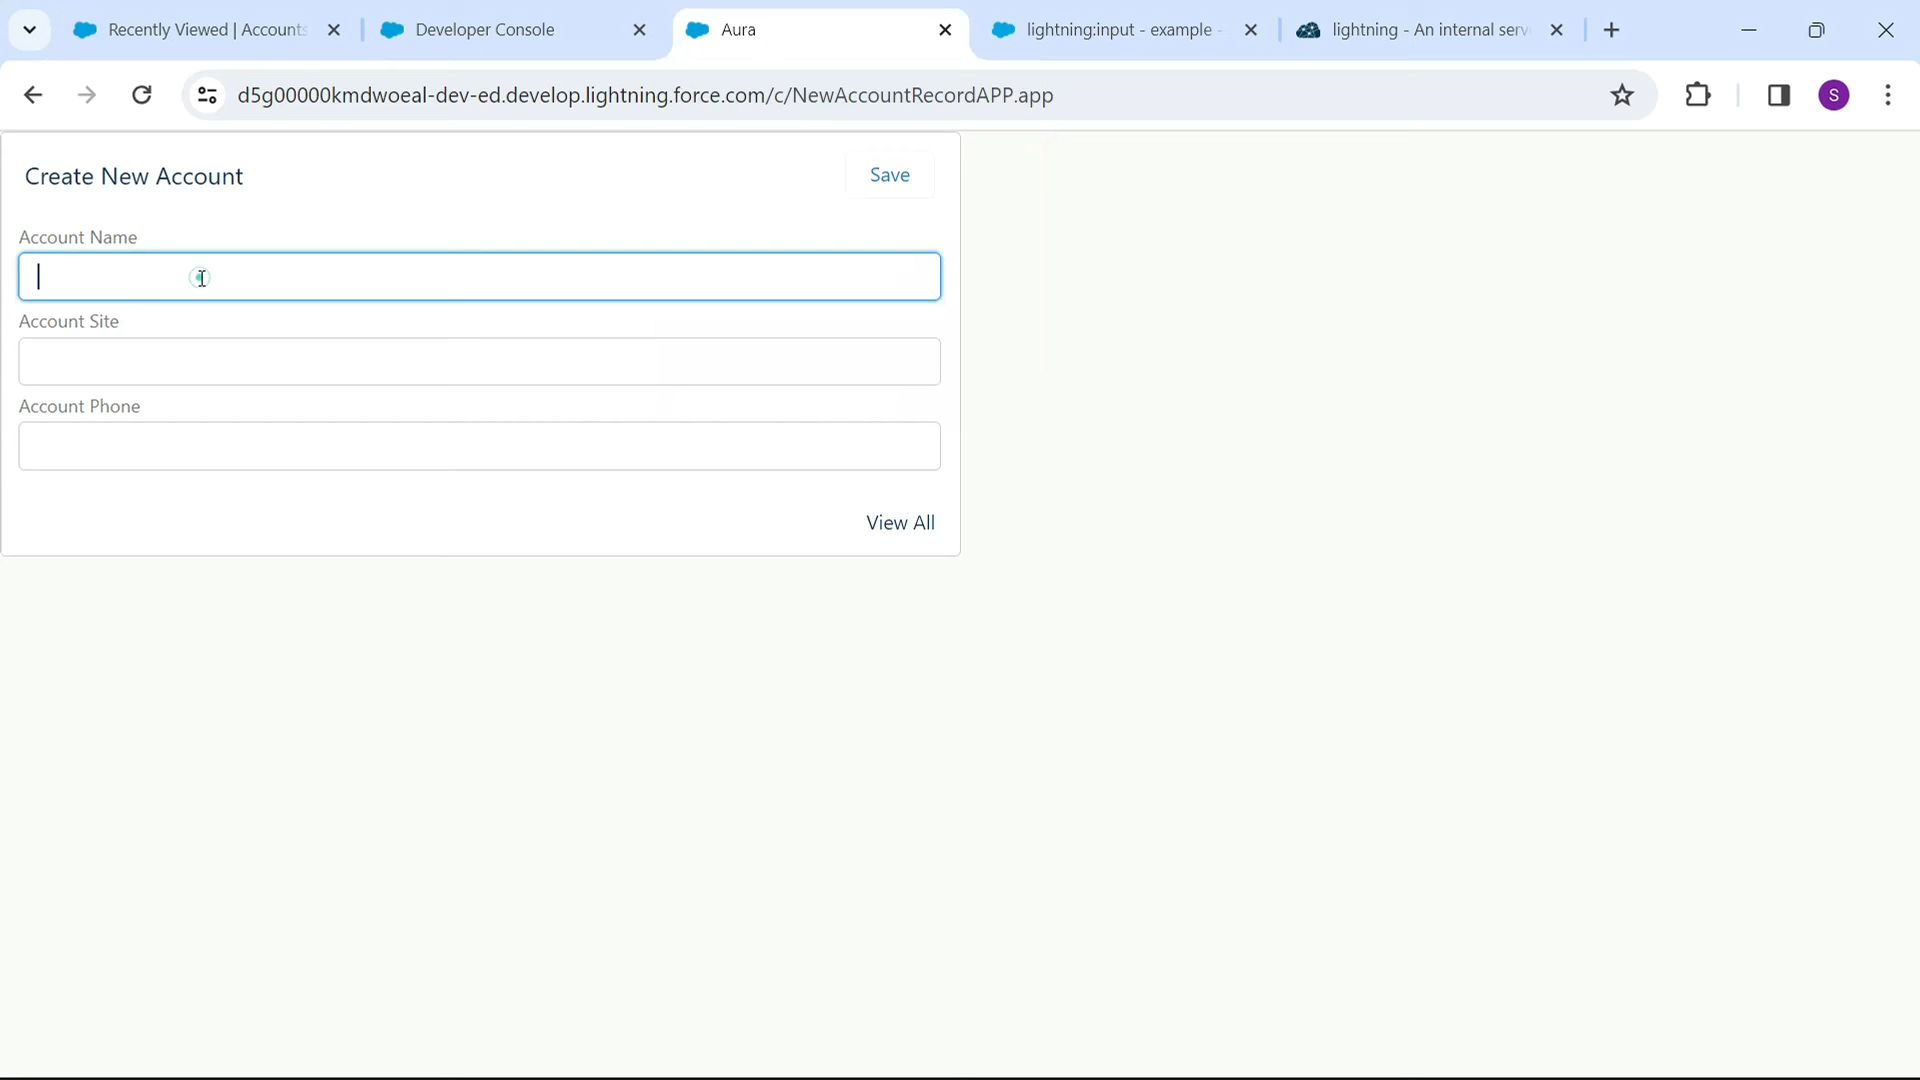 Recently Viewed | Accounts
Developer Console
Aura
lightning:input - example -
lightning - An internal serv
d5g00000kmdwoeal-dev-ed.develop.lightning.force.com/c/NewAccountRecordAPP.app
S
Create New Account
Save
Account Name
Account Site
Account Phone
View All